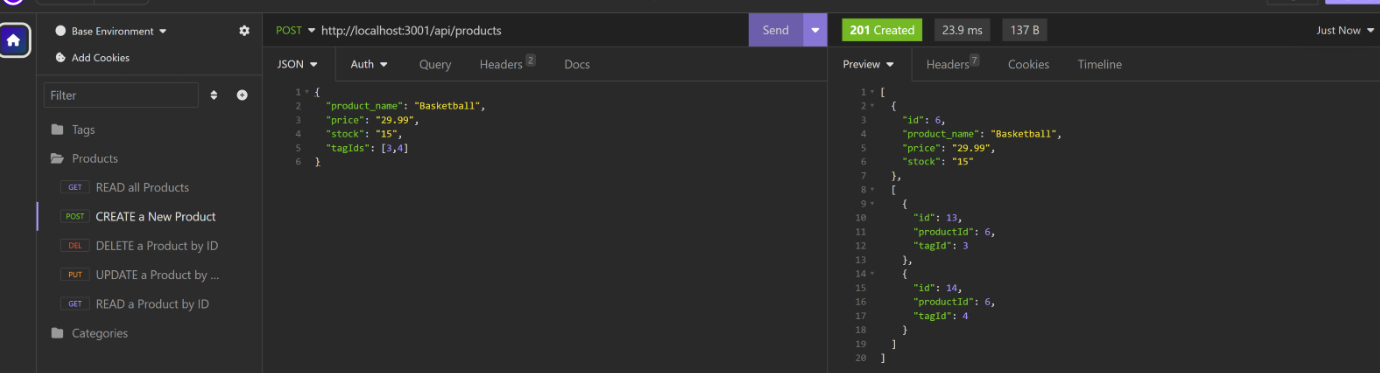 Base Environment
Add Cookies
Filter
Tags
Products
GET READ all Products
POST CREATE a New Product
DEL DELETE a Product by ID
PUT UPDATE a Product by ...
GET READ a Product by ID
Categories
POST http://localhost:3001/api/products Send
JSON Auth Query Headers 2 Docs
1 {
2 "product_name": "Basketball",
3 "price": "29.99",
4 "stock": "15",
5 "tagIds": [3,4]
6 }
201 Created 23.9 ms 137 B Just Now
Preview Headers 7 Cookies Timeline
1 [
2 {
3 "id": 6,
4 "product_name": "Basketball",
5 "price": "29.99",
6 "stock": "15"
7 },
8 [
9 {
10 "id": 13,
11 "productId": 6,
12 "tagId": 3
13 },
14 {
15 "id": 14,
16 "productId": 6,
17 "tagId": 4
18 }
19 ]
20 ]